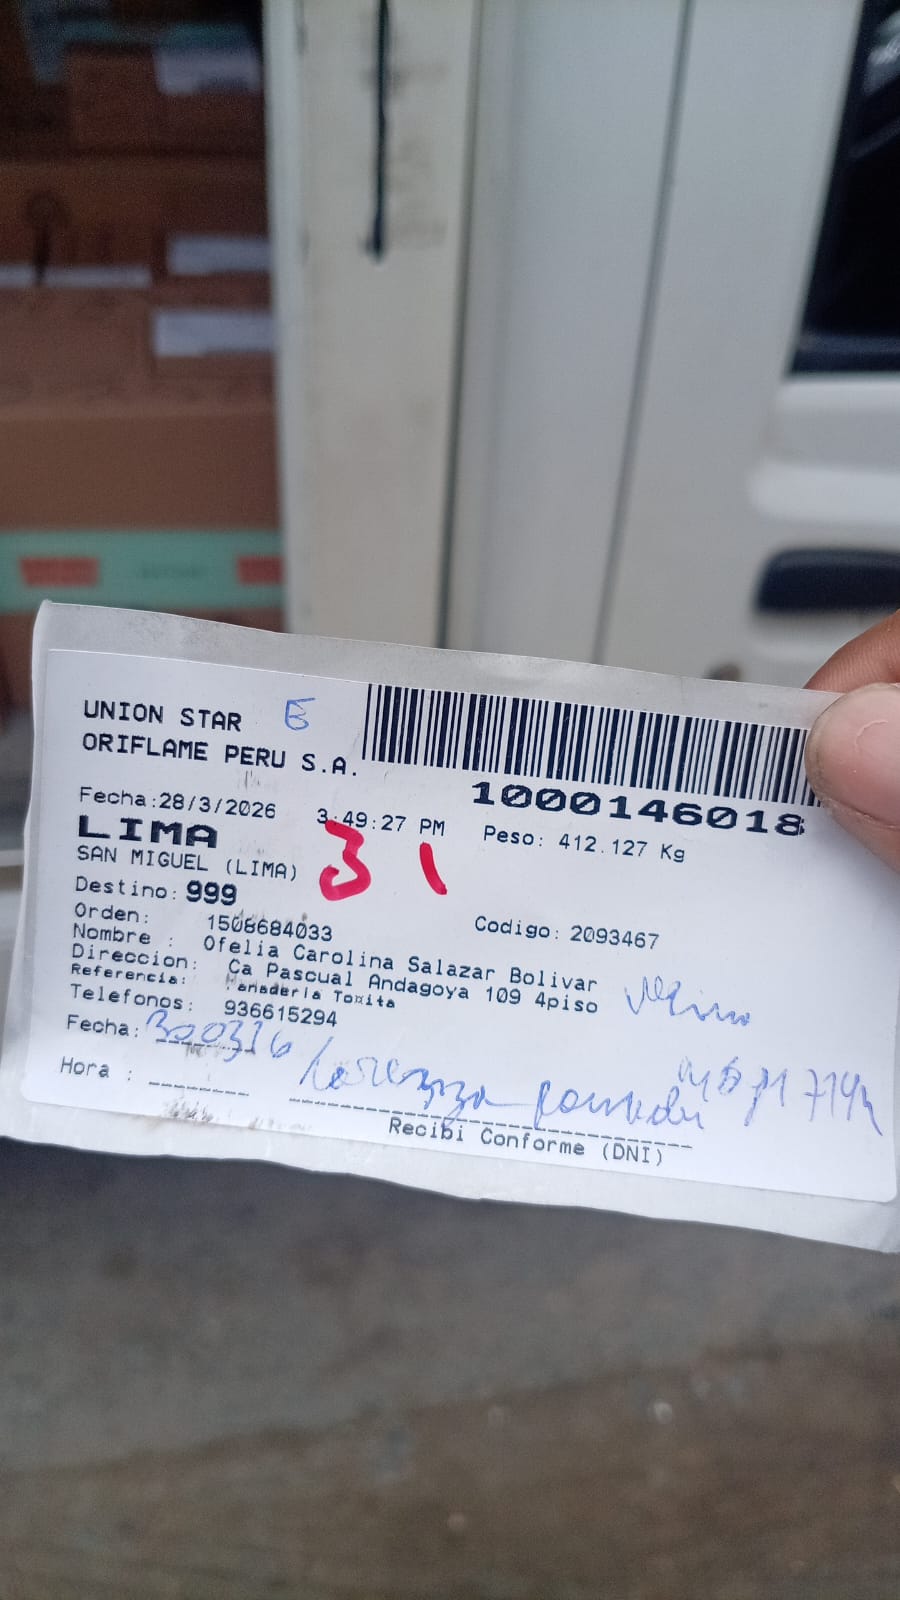 UNION STAR E
ORIFLAME PERU S.A.
1000146018
Fecha:28/3/2026 3:49:27 PM
Peso: 412.127 Kg
LIMA
SAN MIGUEL (LIMA)
31
Destino: 999
Orden: 1508684033
Codigo: 2093467
Nombre : Ofelia Carolina Salazar Bolivar
Direccion: Ca Pascual Andagoya 109 4piso
Referencia: Panaderia Toxita
Telefonos: 936615294
Fecha: 300316
Hora :
Recibi Conforme (DNI)